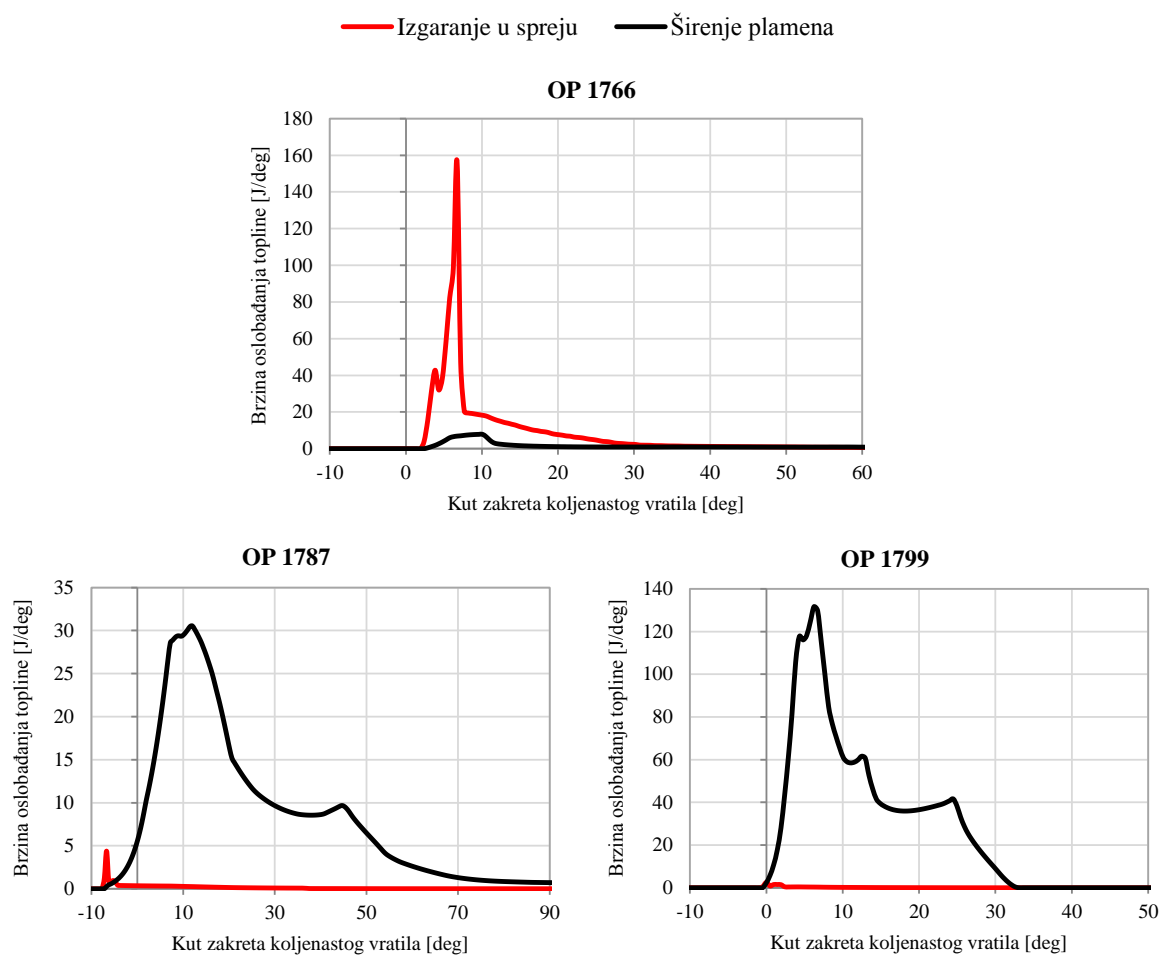 Izgaranje u spreju Širenje plamena
OP 1766
Brzina oslobađanja topline [J/deg]
180
160
140
120
100
80
60
40
20
0
-10 0 10 20 30 40 50 60
Kut zakreta koljenastog vratila [deg]
OP 1787
Brzina oslobađanja topline [J/deg]
35
30
25
20
15
10
5
0
-10 10 30 50 70 90
Kut zakreta koljenastog vratila [deg]
OP 1799
Brzina oslobađanja topline [J/deg]
140
120
100
80
60
40
20
0
-10 0 10 20 30 40 50
Kut zakreta koljenastog vratila [deg]